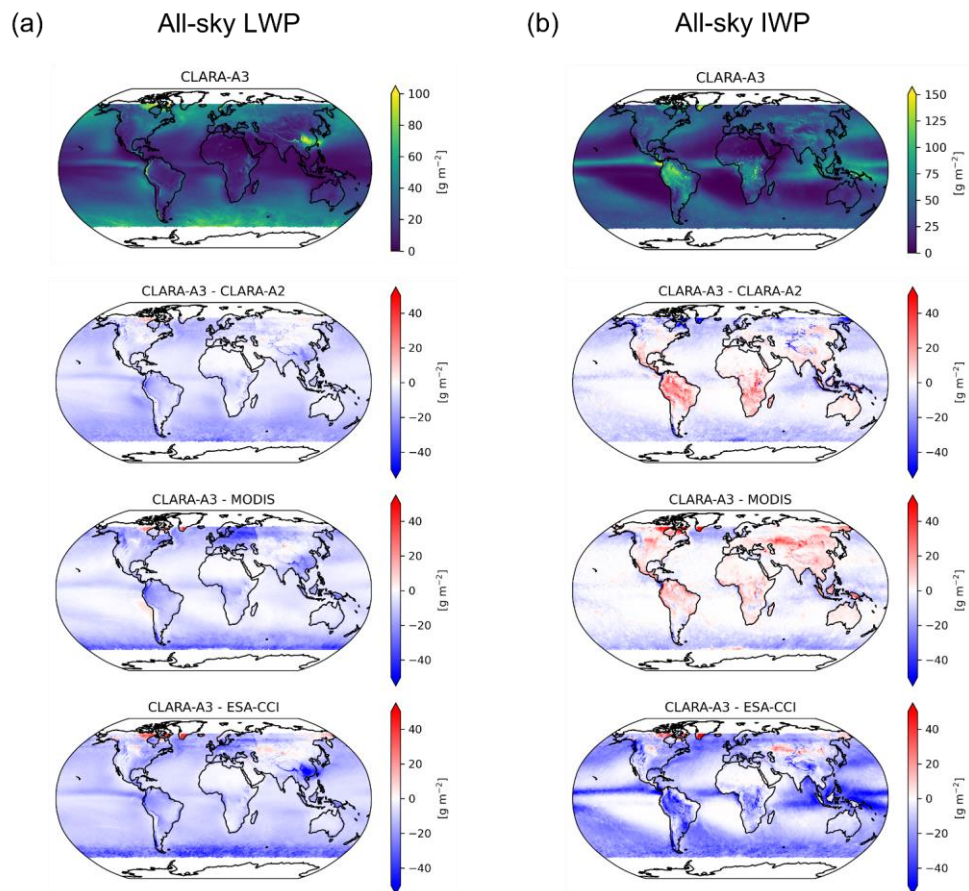 (a) All-sky LWP
(b) All-sky IWP
CLARA-A3
100
80
60
40
20
0
[g m⁻²]
CLARA-A3
150
125
100
75
50
25
0
[g m⁻²]
CLARA-A3 - CLARA-A2
40
20
0
−20
−40
[g m⁻²]
CLARA-A3 - CLARA-A2
40
20
0
−20
−40
[g m⁻²]
CLARA-A3 - MODIS
40
20
0
−20
−40
[g m⁻²]
CLARA-A3 - MODIS
40
20
0
−20
−40
[g m⁻²]
CLARA-A3 - ESA-CCI
40
20
0
−20
−40
[g m⁻²]
CLARA-A3 - ESA-CCI
40
20
0
−20
−40
[g m⁻²]